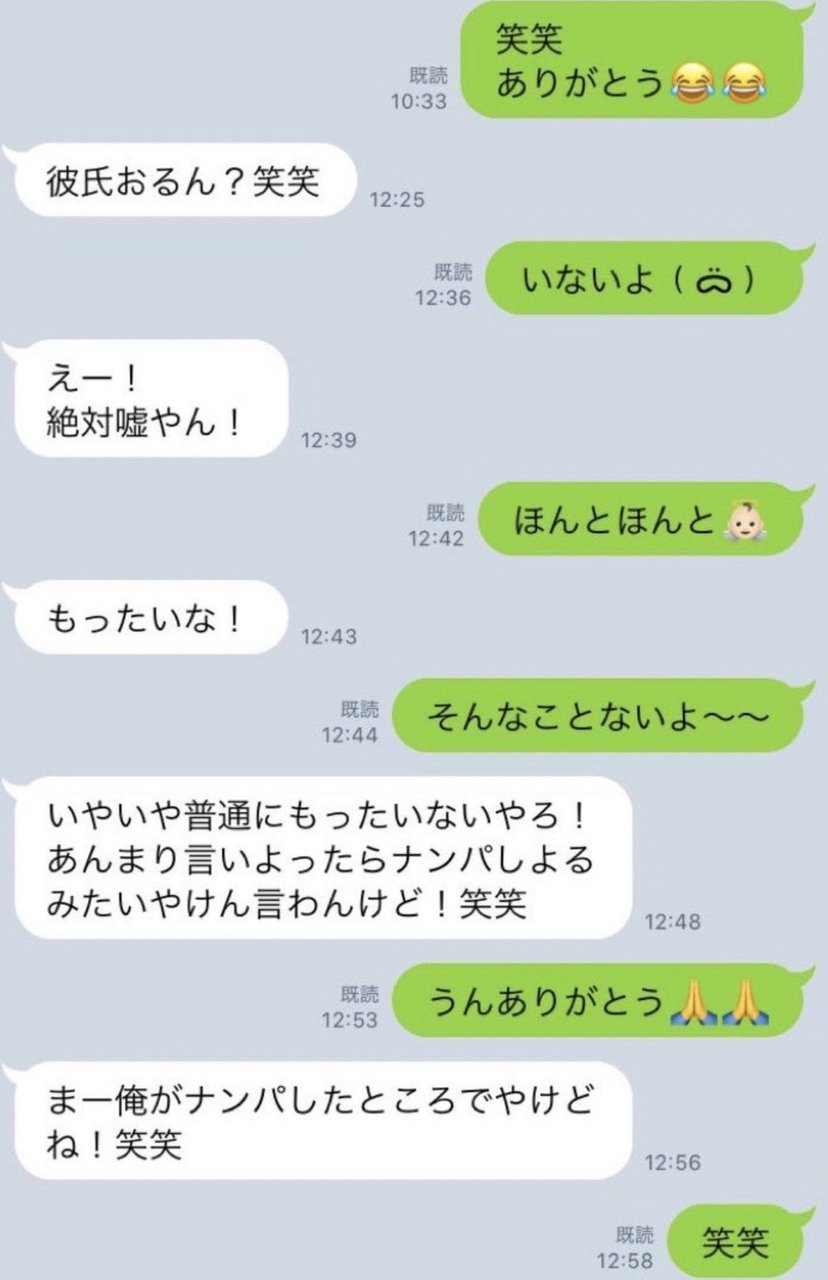 笑笑
ありがとう😂😂
既読
10:33
彼氏おるん？笑笑
12:25
いないよ
既読
12:36
えー！
絶対嘘やん！
12:39
ほんとほんと👼🏻
既読
12:42
もったいな！
12:43
そんなことないよ〜〜
既読
12:44
いやいや普通にもったいないやろ！
あんまり言いよったらナンパしよる
みたいやけん言わんけど！笑笑
12:48
うんありがとう🙏🙏
既読
12:53
まー俺がナンパしたところでやけど
ね！笑笑
12:56
笑笑
既読
12:58